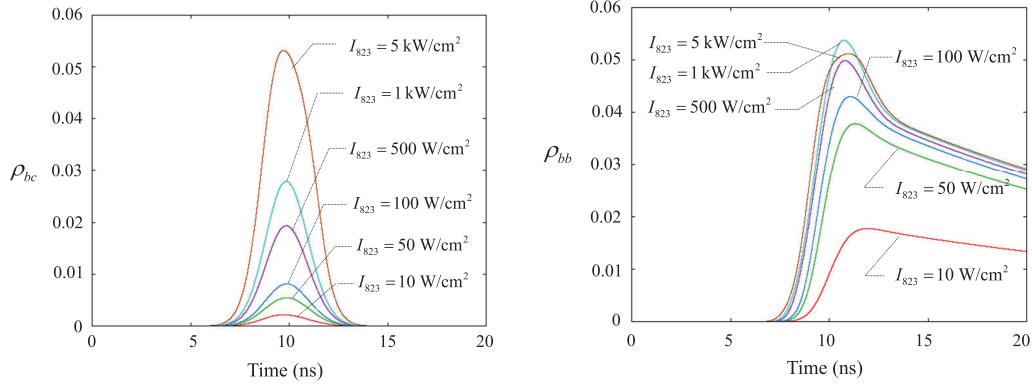 0.06
0.05
0.04
0.03
0.02
0.01
0
ρbc
I823 = 5 kW/cm²
I823 = 1 kW/cm²
I823 = 500 W/cm²
I823 = 100 W/cm²
I823 = 50 W/cm²
I823 = 10 W/cm²
0 5 10 15 20
Time (ns)
0.06
0.05
0.04
0.03
0.02
0.01
0
ρbb
I823 = 5 kW/cm²
I823 = 1 kW/cm²
I823 = 500 W/cm²
I823 = 100 W/cm²
I823 = 50 W/cm²
I823 = 10 W/cm²
0 5 10 15 20
Time (ns)